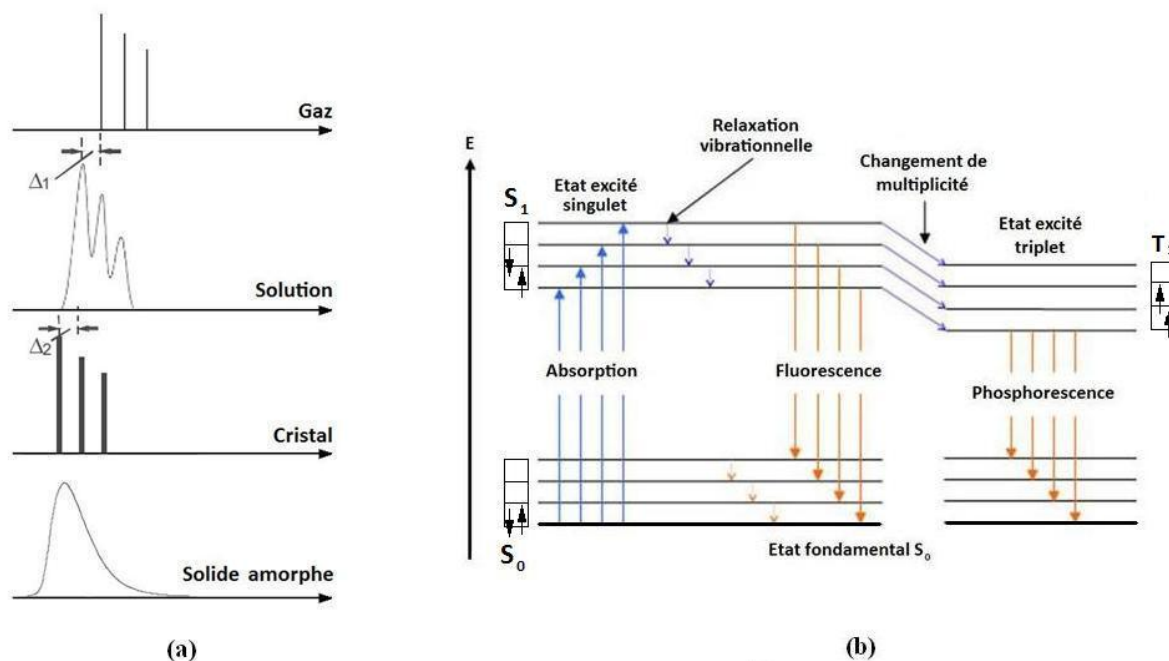 Gaz
Δ1
Solution
Δ2
Cristal
Solide amorphe
(a)
E
Relaxation
vibrationnelle
Changement de
multiplicité
Etat excité
singulet
S1
Etat excité
triplet
Absorption
Fluorescence
Phosphorescence
S0
Etat fondamental S0
(b)